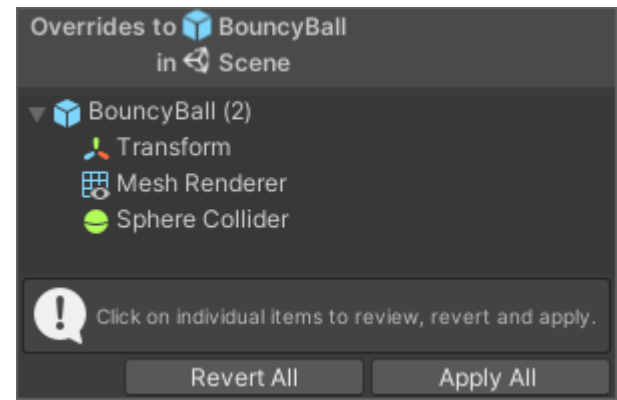 Overrides to BouncyBall
in Scene
BouncyBall (2)
Transform
Mesh Renderer
Sphere Collider
Click on individual items to review, revert and apply.
Revert All Apply All